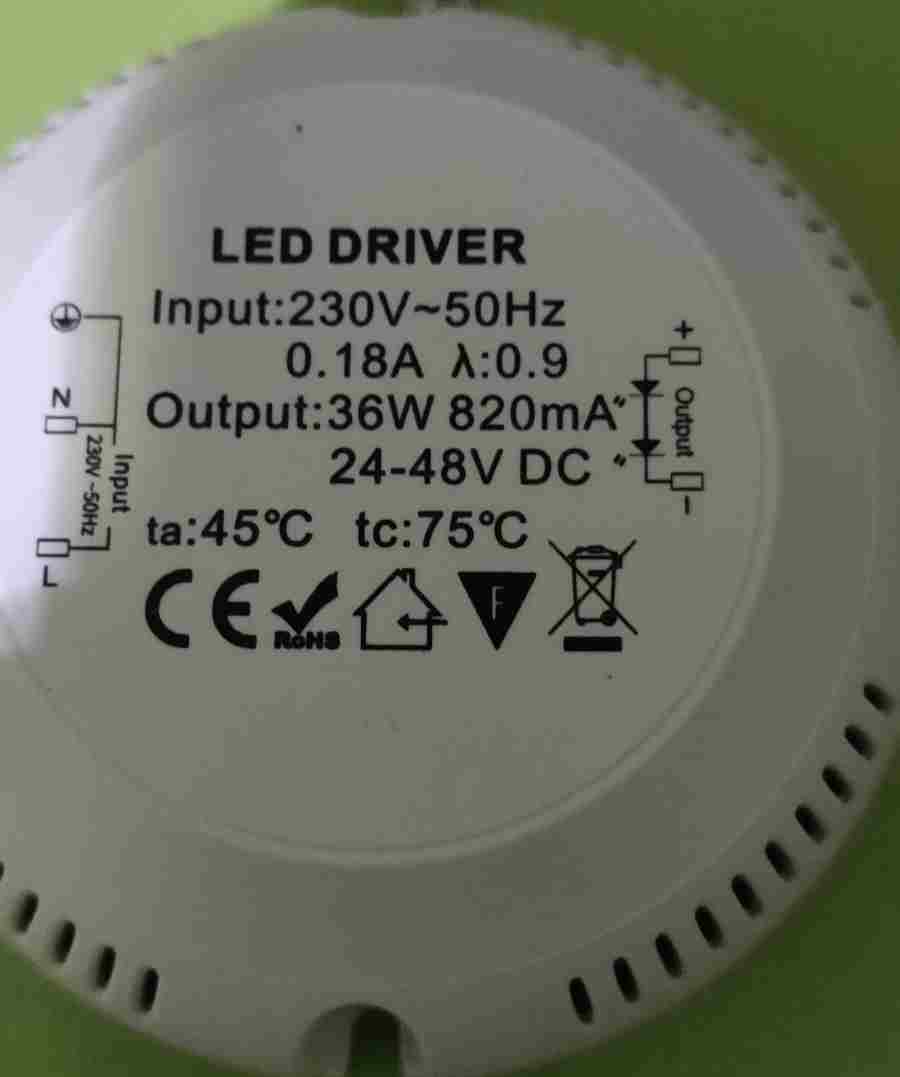 LED DRIVER
Input:230V~50Hz
0.18A λ:0.9
Output:36W 820mA
24-48V DC
ta:45℃ tc:75℃
CE RoHS F
N
L
Input
230V~50Hz
+
Output
-